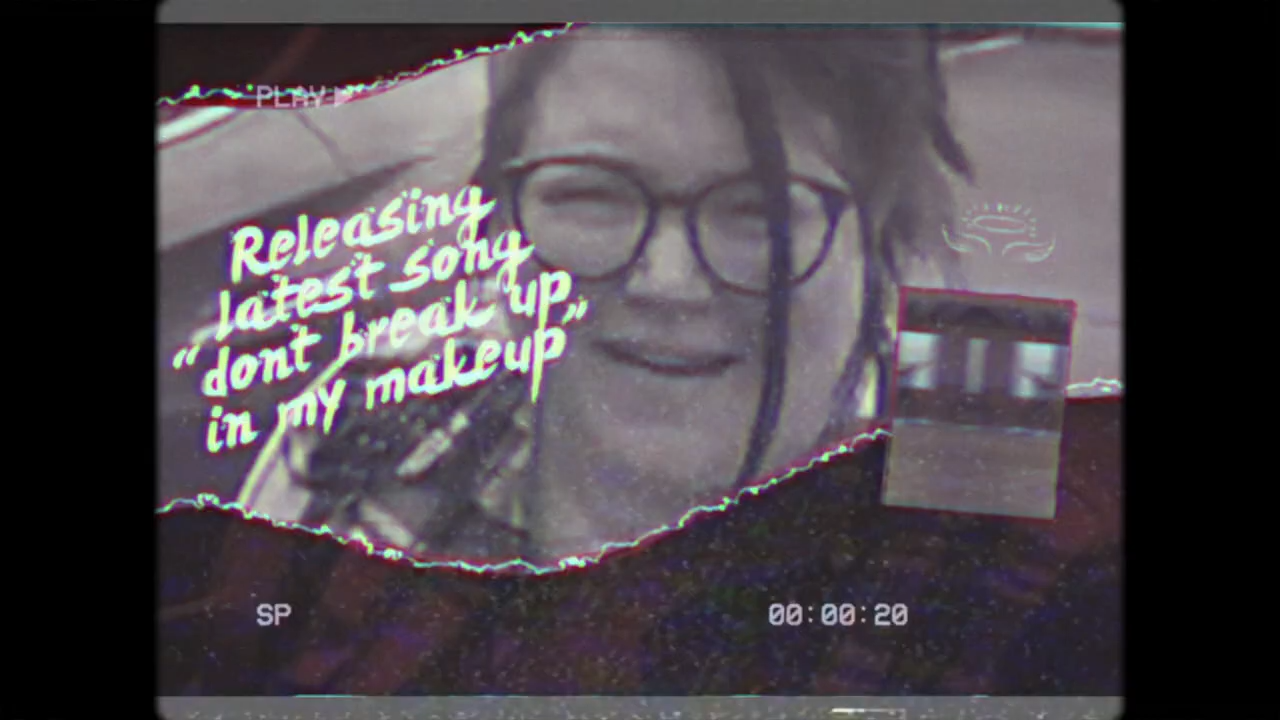 PLAY
Releasing
latest song
“dont break up
in my makeup”
SP
00:00:20